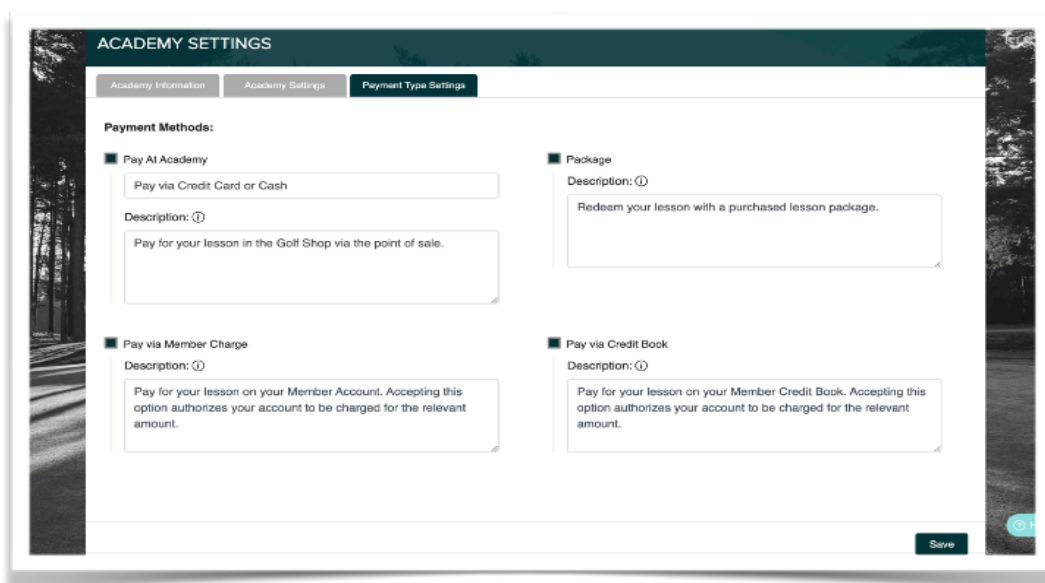 ACADEMY SETTINGS
Academy Information
Academy Settings
Payment Type Settings
Payment Methods:
Pay At Academy
Pay via Credit Card or Cash
Description:
Pay for your lesson in the Golf Shop via the point of sale.
Package
Description:
Redeem your lesson with a purchased lesson package.
Pay via Member Charge
Description:
Pay for your lesson on your Member Account. Accepting this
option authorizes your account to be charged for the relevant
amount.
Pay via Credit Book
Description:
Pay for your lesson on your Member Credit Book. Accepting this
option authorizes your account to be charged for the relevant
amount.
Save